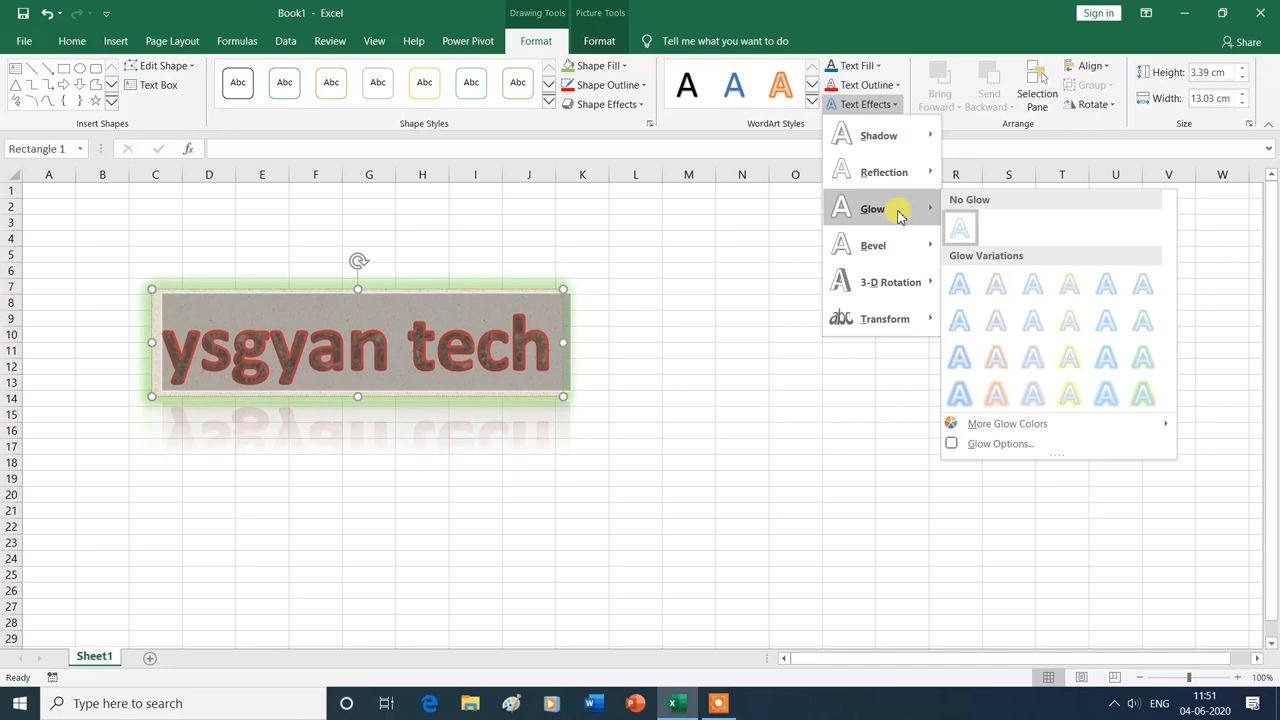 Book1 - Excel
Drawing Tools
Picture Tools
Sign in
File Home Insert Page Layout Formulas Data Review View Help Power Pivot Format Format Tell me what you want to do
Share
Edit Shape
Text Box
Insert Shapes
Abc Abc Abc Abc Abc Abc Abc
Shape Fill
Shape Outline
Shape Effects
Shape Styles
A A A
Text Fill
Text Outline
Text Effects
WordArt Styles
Bring Forward
Send Backward
Selection Pane
Align
Group
Rotate
Arrange
Height: 3.39 cm
Width: 13.03 cm
Size
Rectangle 1
fx
A B C D E F G H I J K L M N O R S T U V W
1
2
3
4
5
6
7
8
9
10
11
12
13
14
15
16
17
18
19
20
21
22
23
24
25
26
27
28
29
ysgyan tech
Shadow
Reflection
Glow
Bevel
3-D Rotation
abc Transform
No Glow
Glow Variations
More Glow Colors
Glow Options...
Sheet1
Ready
100%
Type here to search
ENG
11:51
04-06-2020